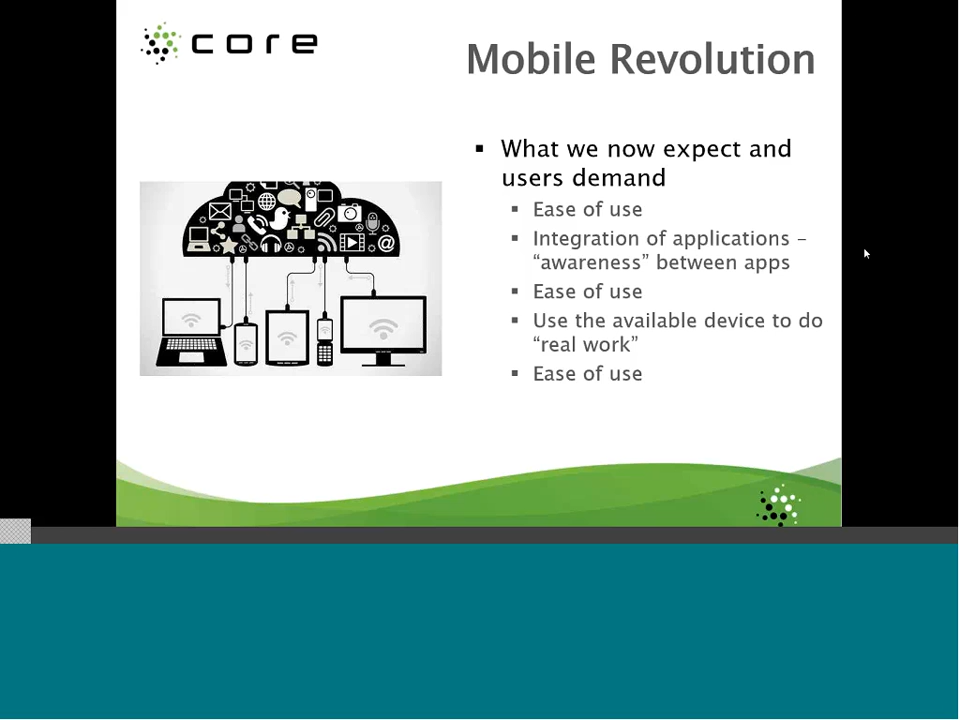 core
Mobile Revolution
▪ What we now expect and
users demand
▪ Ease of use
▪ Integration of applications –
“awareness” between apps
▪ Ease of use
▪ Use the available device to do
“real work”
▪ Ease of use
@